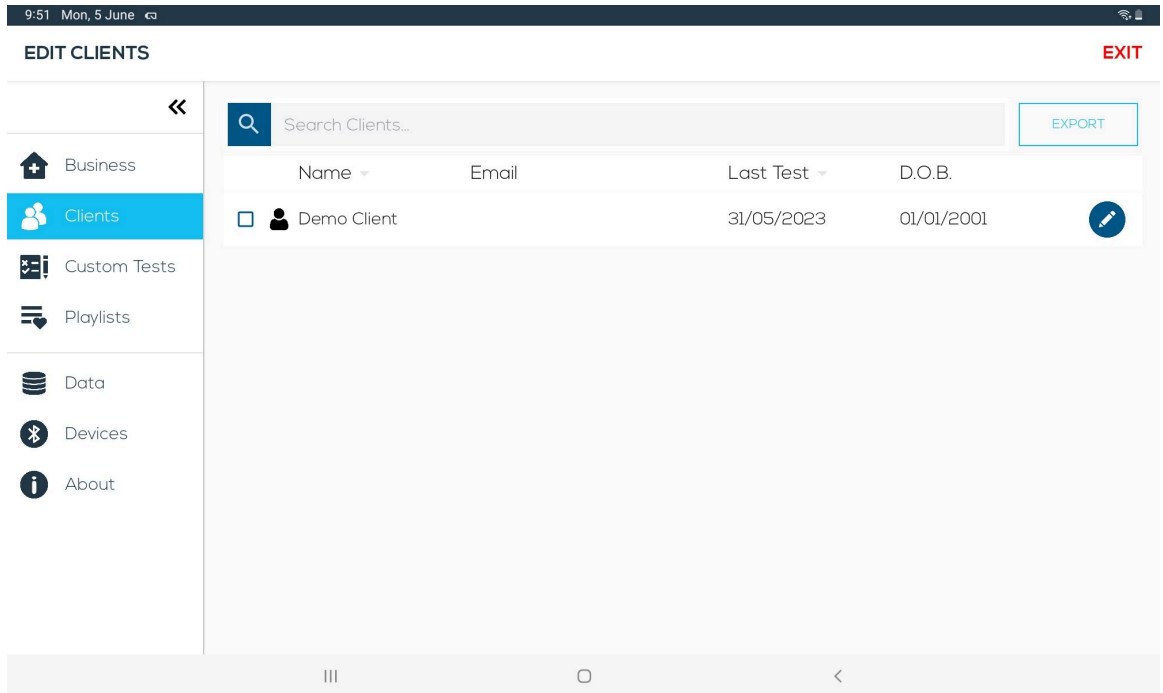 9:51 Mon, 5 June
EDIT CLIENTS
EXIT
Search Clients...
EXPORT
Business
Clients
Custom Tests
Playlists
Data
Devices
About
Name Email Last Test D.O.B.
Demo Client 31/05/2023 01/01/2001